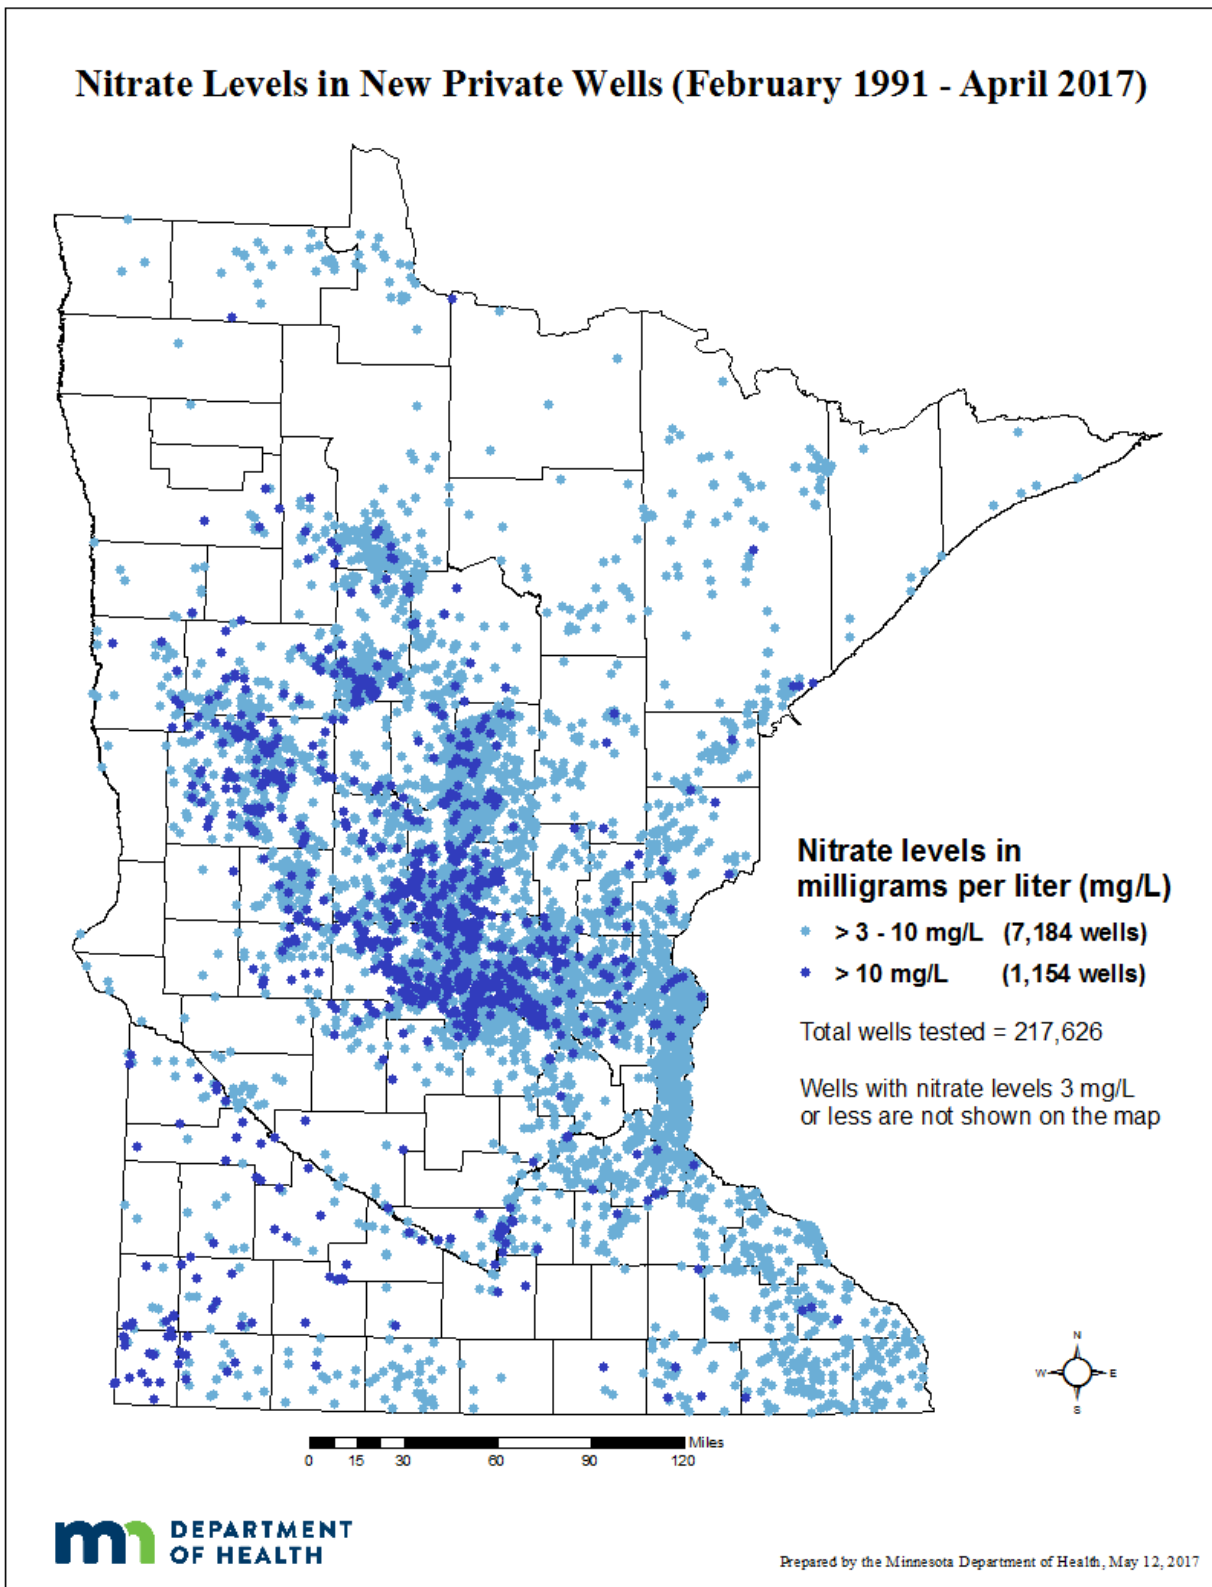 Nitrate Levels in New Private Wells (February 1991 - April 2017)
Nitrate levels in
milligrams per liter (mg/L)
> 3 - 10 mg/L (7,184 wells)
> 10 mg/L (1,154 wells)
Total wells tested = 217,626
Wells with nitrate levels 3 mg/L
or less are not shown on the map
N
W E
S
Miles
0 15 30 60 90 120
mn DEPARTMENT
OF HEALTH
Prepared by the Minnesota Department of Health, May 12, 2017